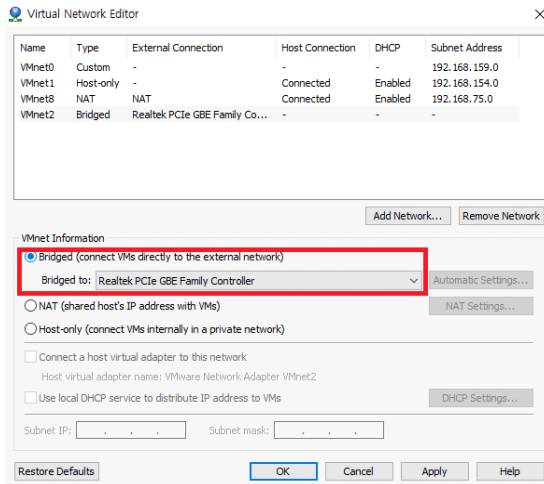 Virtual Network Editor
Name Type External Connection Host Connection DHCP Subnet Address
VMnet0 Custom - - - 192.168.159.0
VMnet1 Host-only - Connected Enabled 192.168.154.0
VMnet8 NAT NAT Connected Enabled 192.168.75.0
VMnet2 Bridged Realtek PCIe GBE Family Co... - - -
Add Network... Remove Network
VMnet Information
Bridged (connect VMs directly to the external network)
Bridged to: Realtek PCIe GBE Family Controller Automatic Settings...
NAT (shared host's IP address with VMs) NAT Settings...
Host-only (connect VMs internally in a private network)
Connect a host virtual adapter to this network
Host virtual adapter name: VMware Network Adapter VMnet2
Use local DHCP service to distribute IP address to VMs DHCP Settings...
Subnet IP: . . . Subnet mask: . . .
Restore Defaults OK Cancel Apply Help